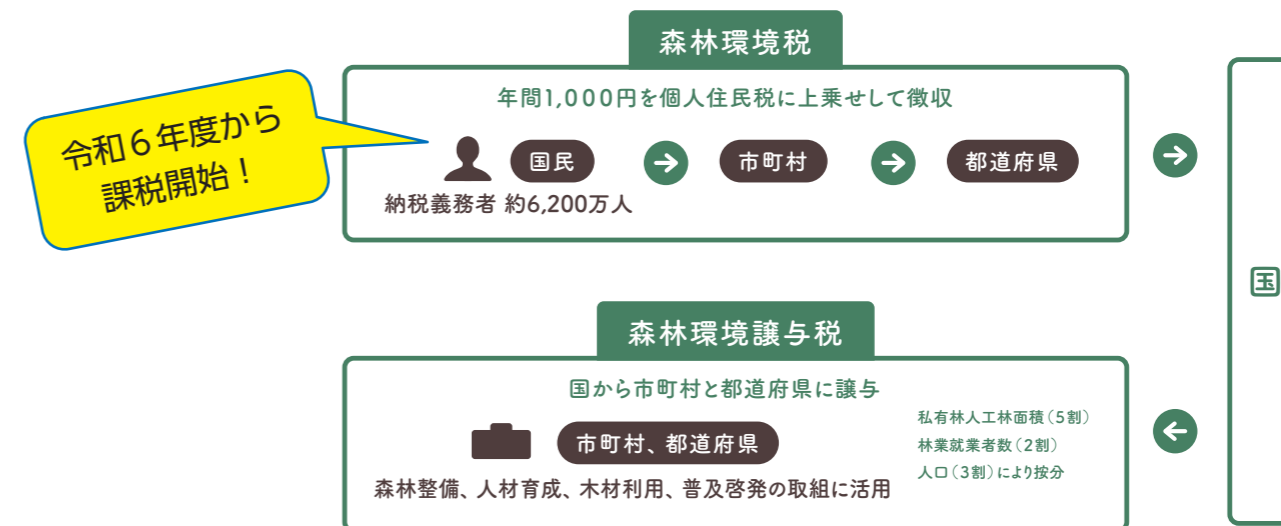 森林環境税
年間1,000円を個人住民税に上乗せして徴収
令和6年度から
課税開始！
国民
市町村
都道府県
納税義務者 約6,200万人
国
森林環境譲与税
国から市町村と都道府県に譲与
市町村、都道府県
私有林人工林面積（5割）
林業就業者数（2割）
人口（3割）により按分
森林整備、人材育成、木材利用、普及啓発の取組に活用